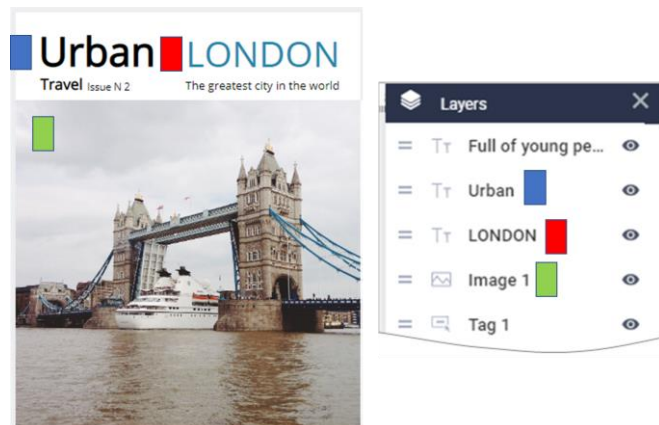 Urban LONDON
Travel Issue N 2 The greatest city in the world
Layers
Full of young pe...
Urban
LONDON
Image 1
Tag 1